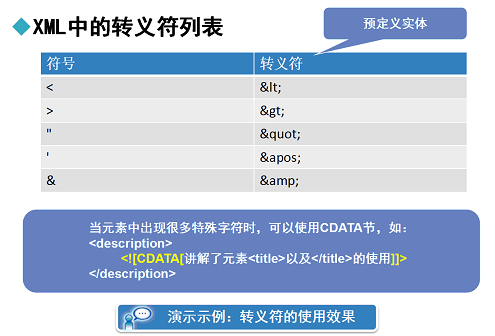 XML中的转义符列表
预定义实体
符号 转义符
< &lt;
> &gt;
" &quot;
' &apos;
& &amp;
当元素中出现很多特殊字符时，可以使用CDATA节，如：
<description>
<![CDATA[讲解了元素<title>以及</title>的使用]]>
</description>
演示示例：转义符的使用效果